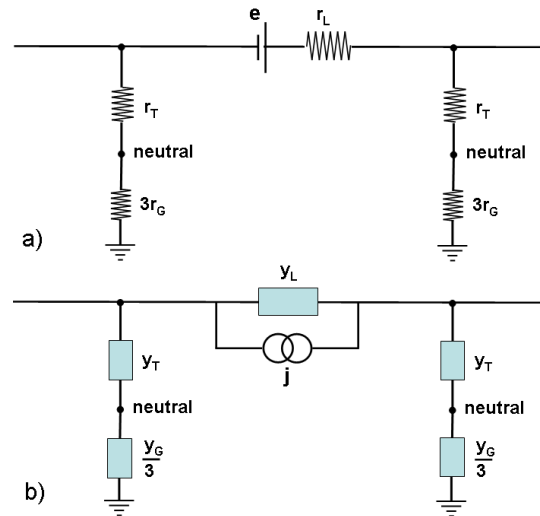 e
r_L
r_T
r_T
neutral
neutral
3r_G
3r_G
a)
y_L
j
y_T
y_T
neutral
neutral
y_G
3
y_G
3
b)